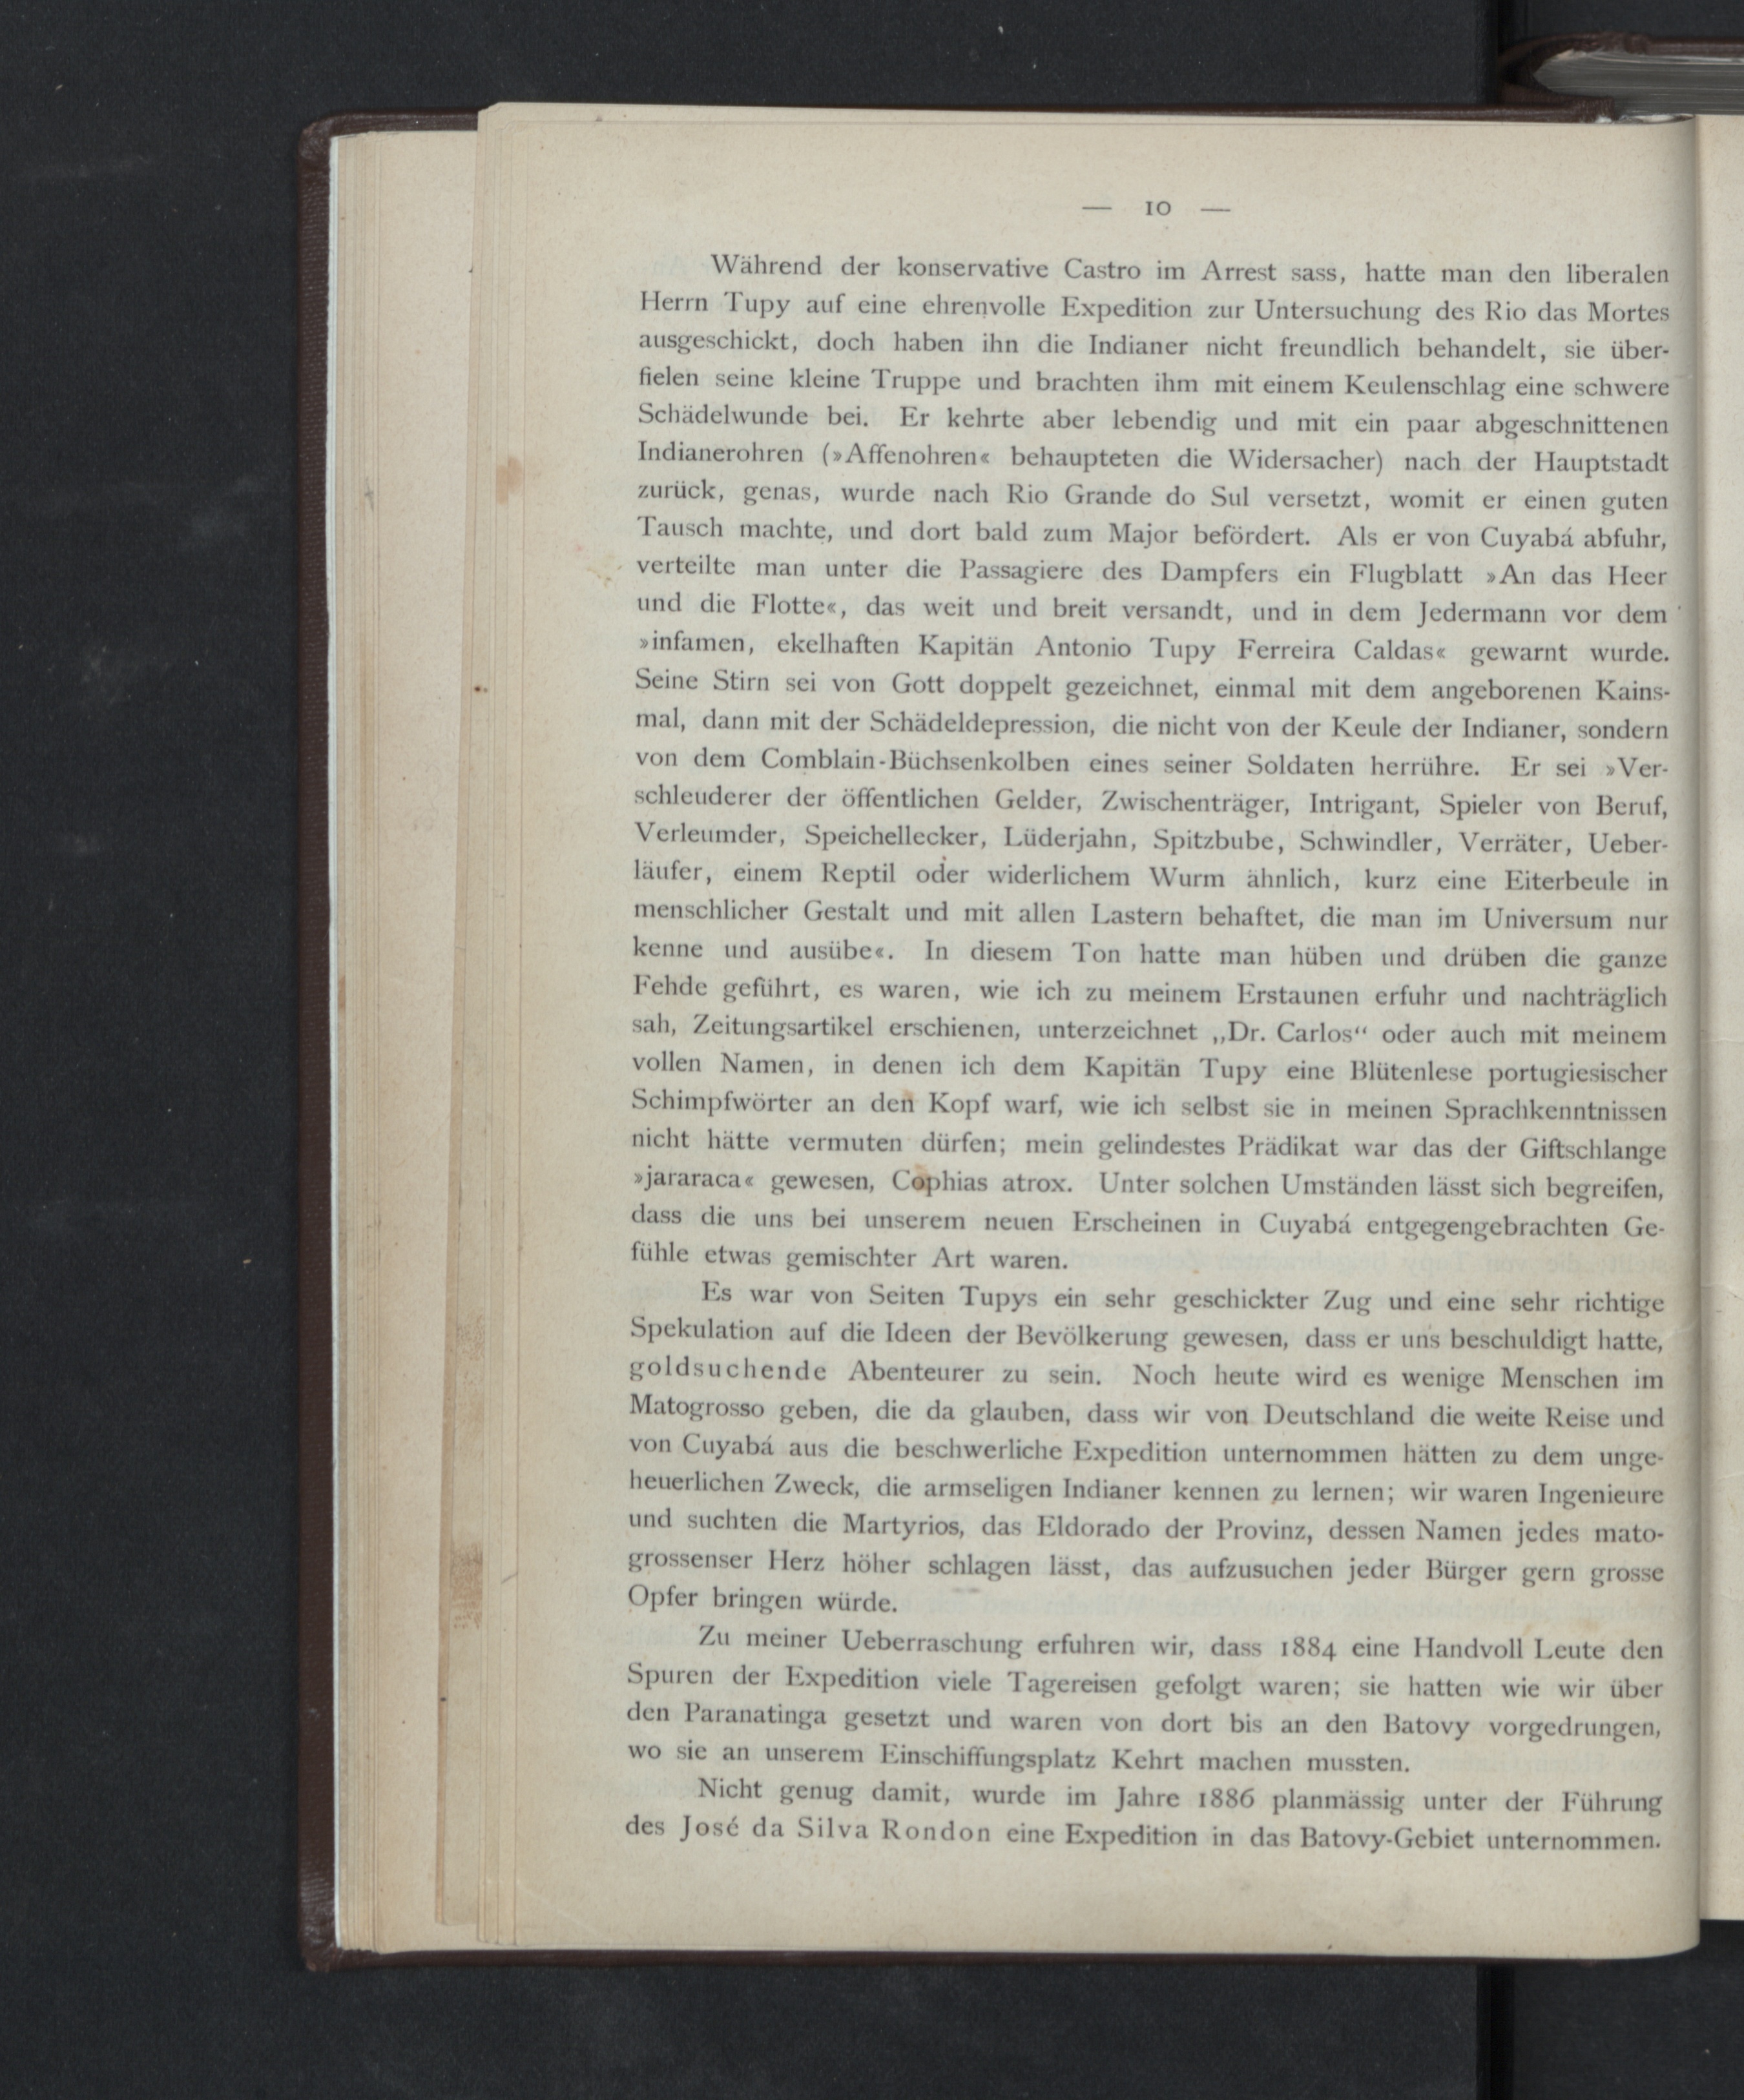 — 10 —
Während der konservative Castro im Arrest sass, hatte man den liberalen
Herrn Tupy auf eine ehrenvolle Expedition zur Untersuchung des Rio das Mortes
ausgeschickt, doch haben ihn die Indianer nicht freundlich behandelt, sie über-
fielen seine kleine Truppe und brachten ihm mit einem Keulenschlag eine schwere
Schädelwunde bei. Er kehrte aber lebendig und mit ein paar abgeschnittenen
Indianerohren (»Affenohren« behaupteten die Widersacher) nach der Hauptstadt
zurück, genas, wurde nach Rio Grande do Sul versetzt, womit er einen guten
Tausch machte, und dort bald zum Major befördert. Als er von Cuyabá abfuhr,
verteilte man unter die Passagiere des Dampfers ein Flugblatt »An das Heer
und die Flotte«, das weit und breit versandt, und in dem Jedermann vor dem
»infamen, ekelhaften Kapitän Antonio Tupy Ferreira Caldas« gewarnt wurde.
Seine Stirn sei von Gott doppelt gezeichnet, einmal mit dem angeborenen Kains-
mal, dann mit der Schädeldepression, die nicht von der Keule der Indianer, sondern
von dem Comblain-Büchsenkolben eines seiner Soldaten herrühre. Er sei »Ver-
schleuderer der öffentlichen Gelder, Zwischenträger, Intrigant, Spieler von Beruf,
Verleumder, Speichellecker, Lüderjahn, Spitzbube, Schwindler, Verräter, Ueber-
läufer, einem Reptil oder widerlichem Wurm ähnlich, kurz eine Eiterbeule in
menschlicher Gestalt und mit allen Lastern behaftet, die man im Universum nur
kenne und ausübe«. In diesem Ton hatte man hüben und drüben die ganze
Fehde geführt, es waren, wie ich zu meinem Erstaunen erfuhr und nachträglich
sah, Zeitungsartikel erschienen, unterzeichnet „Dr. Carlos“ oder auch mit meinem
vollen Namen, in denen ich dem Kapitän Tupy eine Blütenlese portugiesischer
Schimpfwörter an den Kopf warf, wie ich selbst sie in meinen Sprachkenntnissen
nicht hätte vermuten dürfen; mein gelindestes Prädikat war das der Giftschlange
»jararaca« gewesen, Cophias atrox. Unter solchen Umständen lässt sich begreifen,
dass die uns bei unserem neuen Erscheinen in Cuyabá entgegengebrachten Ge-
fühle etwas gemischter Art waren.
Es war von Seiten Tupys ein sehr geschickter Zug und eine sehr richtige
Spekulation auf die Ideen der Bevölkerung gewesen, dass er uns beschuldigt hatte,
goldsuchende Abenteurer zu sein. Noch heute wird es wenige Menschen im
Matogrosso geben, die da glauben, dass wir von Deutschland die weite Reise und
von Cuyabá aus die beschwerliche Expedition unternommen hätten zu dem unge-
heuerlichen Zweck, die armseligen Indianer kennen zu lernen; wir waren Ingenieure
und suchten die Martyrios, das Eldorado der Provinz, dessen Namen jedes mato-
grossenser Herz höher schlagen lässt, das aufzusuchen jeder Bürger gern grosse
Opfer bringen würde.
Zu meiner Ueberraschung erfuhren wir, dass 1884 eine Handvoll Leute den
Spuren der Expedition viele Tagereisen gefolgt waren; sie hatten wie wir über
den Paranatinga gesetzt und waren von dort bis an den Batovy vorgedrungen,
wo sie an unserem Einschiffungsplatz Kehrt machen mussten.
Nicht genug damit, wurde im Jahre 1886 planmässig unter der Führung
des José da Silva Rondon eine Expedition in das Batovy-Gebiet unternommen.